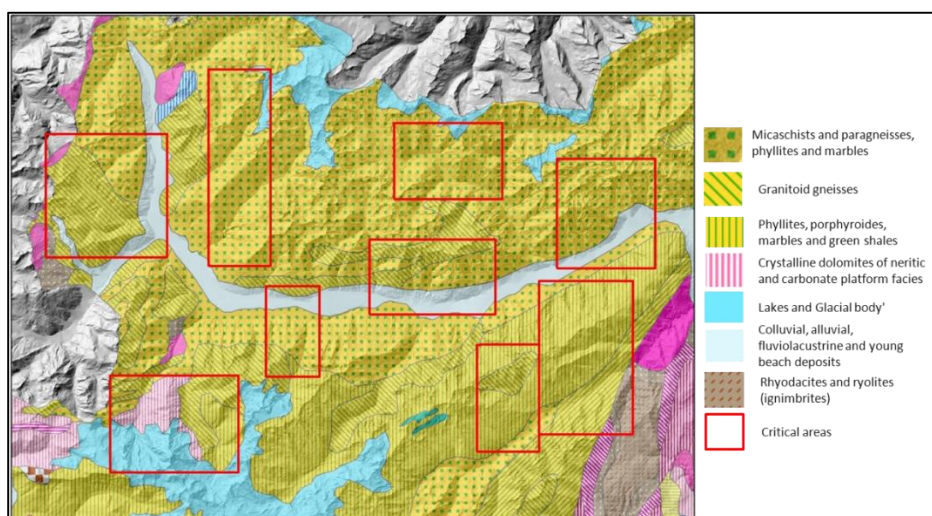 Micaschists and paragneisses,
phyllites and marbles
Granitoid gneisses
Phyllites, porphyroides,
marbles and green shales
Crystalline dolomites of neritic
and carbonate platform facies
Lakes and Glacial body'
Colluvial, alluvial,
fluviolacustrine and young
beach deposits
Rhyodacites and ryolites
(ignimbrites)
Critical areas